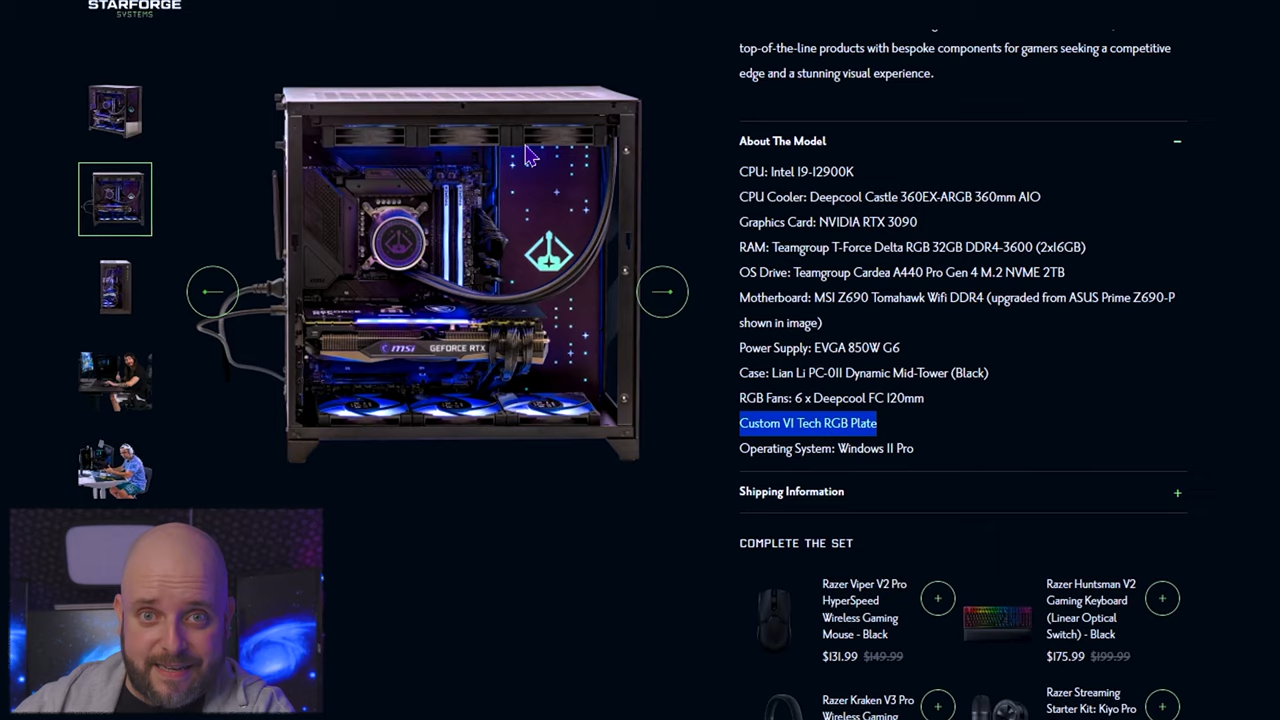 STARFORGE
SYSTEMS
top-of-the-line products with bespoke components for gamers seeking a competitive
edge and a stunning visual experience.
About The Model
CPU: Intel I9-12900K
CPU Cooler: Deepcool Castle 360EX-ARGB 360mm AIO
Graphics Card: NVIDIA RTX 3090
RAM: Teamgroup T-Force Delta RGB 32GB DDR4-3600 (2x16GB)
OS Drive: Teamgroup Cardea A440 Pro Gen 4 M.2 NVME 2TB
Motherboard: MSI Z690 Tomahawk Wifi DDR4 (upgraded from ASUS Prime Z690-P
shown in image)
Power Supply: EVGA 850W G6
Case: Lian Li PC-011 Dynamic Mid-Tower (Black)
RGB Fans: 6 x Deepcool FC 120mm
Custom V1 Tech RGB Plate
Operating System: Windows 11 Pro
msi GEFORCE RTX
Shipping Information
COMPLETE THE SET
Razer Viper V2 Pro
HyperSpeed
Wireless Gaming
Mouse - Black
$131.99 $149.99
Razer Huntsman V2
Gaming Keyboard
(Linear Optical
Switch) - Black
$175.99 $199.99
Razer Kraken V3 Pro
Wireless Gaming
Razer Streaming
Starter Kit: Kiyo Pro